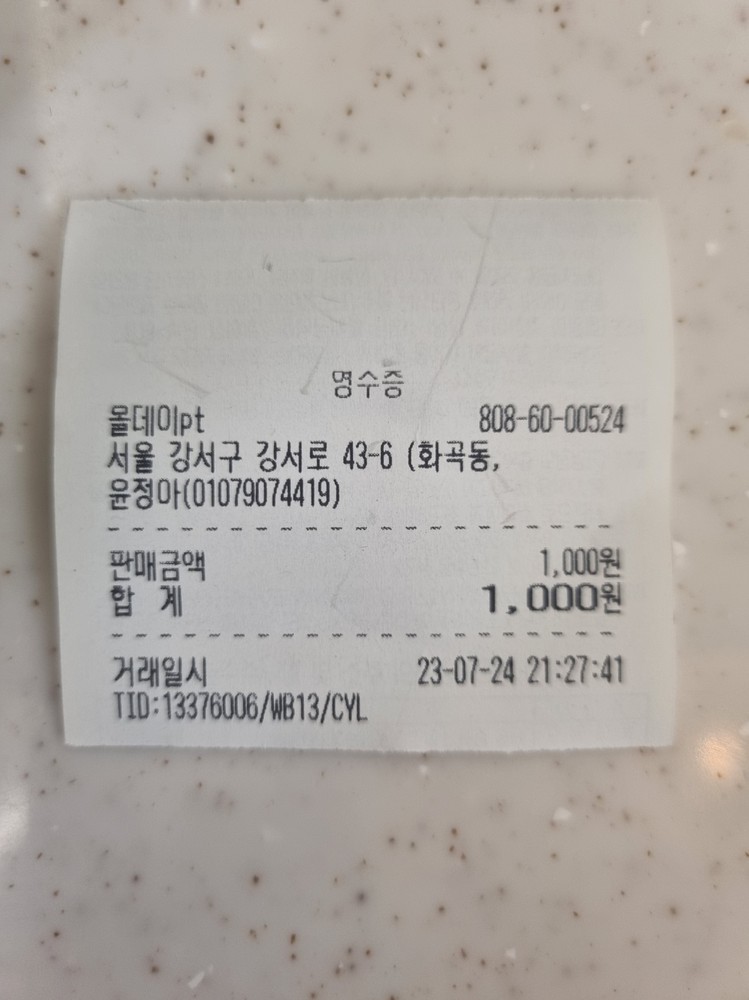 영수증
올데이pt 808-60-00524
서울 강서구 강서로 43-6 (화곡동,
윤정아(01079074419)
판매금액 1,000원
합 계 1,000원
거래일시 23-07-24 21:27:41
TID:13376006/WB13/CYL